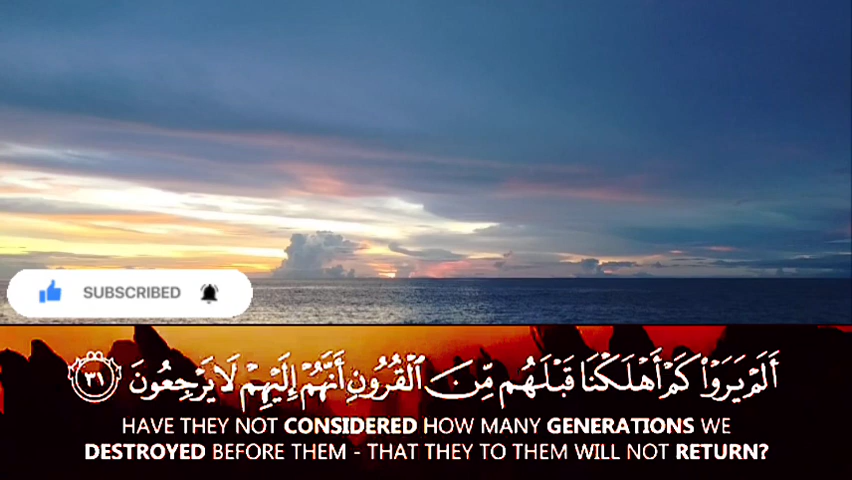 SUBSCRIBED
أَلَمْ يَرَوْا۟ كَمْ أَهْلَكْنَا قَبْلَهُم مِّنَ ٱلْقُرُونِ أَنَّهُمْ إِلَيْهِمْ لَا يَرْجِعُونَ ٣١
HAVE THEY NOT CONSIDERED HOW MANY GENERATIONS WE
DESTROYED BEFORE THEM - THAT THEY TO THEM WILL NOT RETURN?